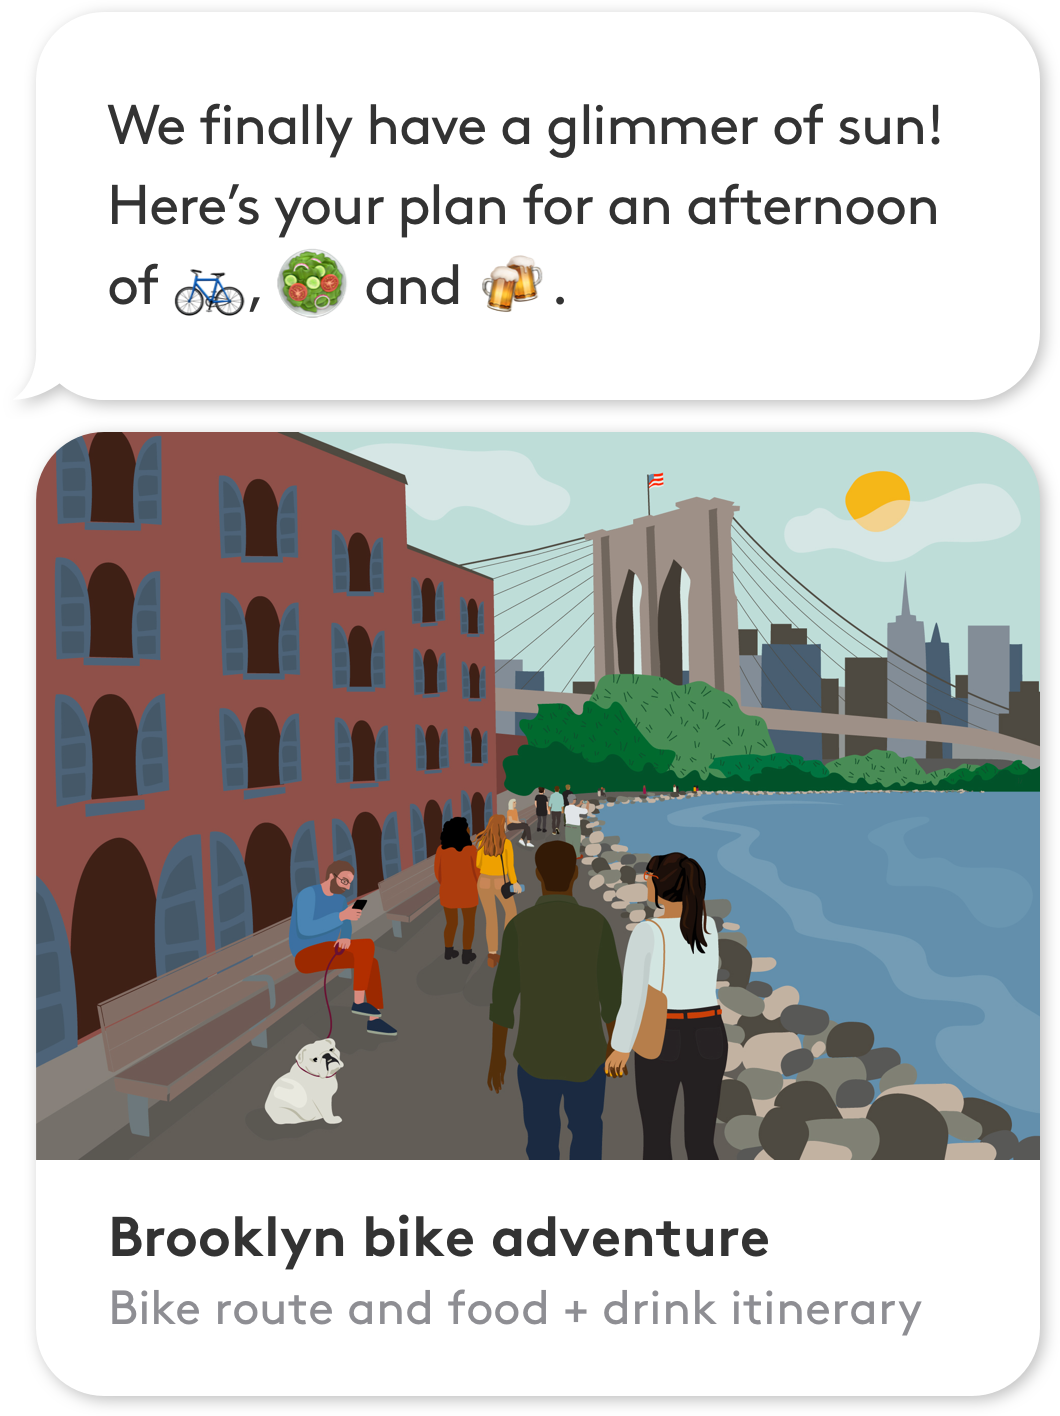 We finally have a glimmer of sun!
Here’s your plan for an afternoon
of 🚲, 🥗 and 🍻 .
Brooklyn bike adventure
Bike route and food + drink itinerary